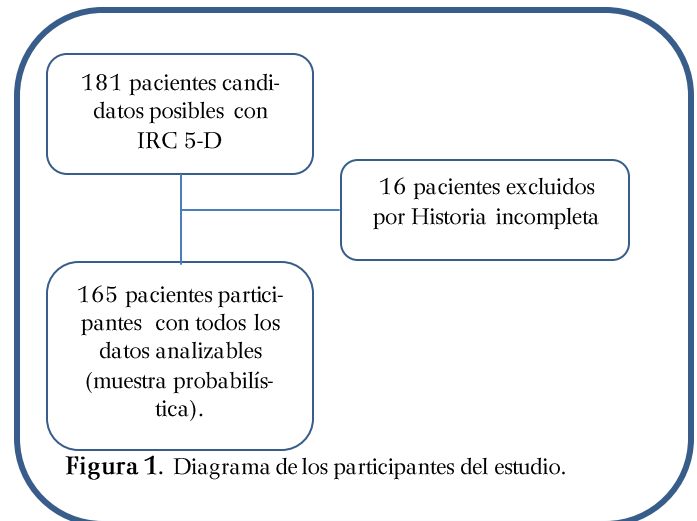 181 pacientes candi-
datos posibles con
IRC 5-D
16 pacientes excluidos
por Historia incompleta
165 pacientes partici-
pantes con todos los
datos analizables
(muestra probabilís-
tica).
Figura 1. Diagrama de los participantes del estudio.